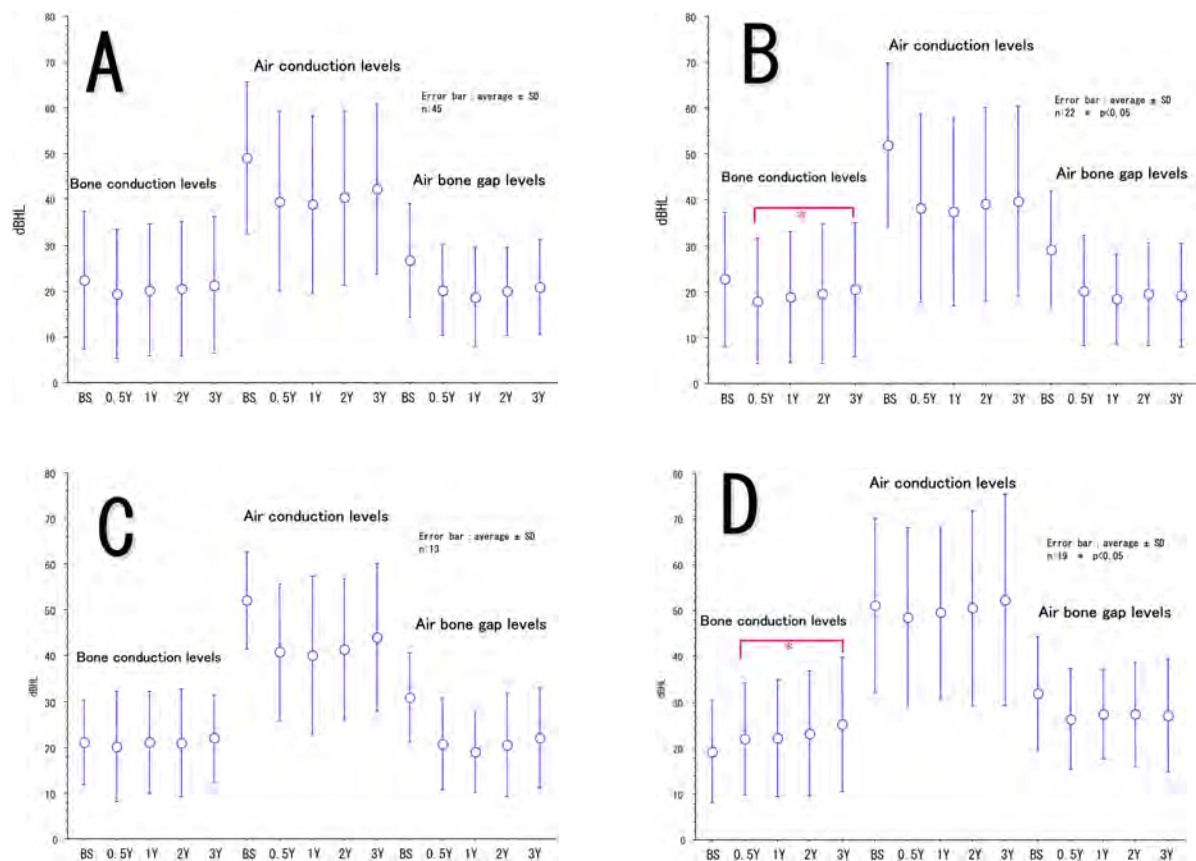 A
Air conduction levels
Error bar : average ± SD
n:45
Bone conduction levels
Air bone gap levels
dBHL
80
70
60
50
40
30
20
10
0
BS 0.5Y 1Y 2Y 3Y BS 0.5Y 1Y 2Y 3Y BS 0.5Y 1Y 2Y 3Y
B
Air conduction levels
Error bar : average ± SD
n:22 * p<0.05
Bone conduction levels
Air bone gap levels
*
dBHL
80
70
60
50
40
30
20
10
0
BS 0.5Y 1Y 2Y 3Y BS 0.5Y 1Y 2Y 3Y BS 0.5Y 1Y 2Y 3Y
C
Air conduction levels
Error bar : average ± SD
n:13
Bone conduction levels
Air bone gap levels
dBHL
80
70
60
50
40
30
20
10
0
BS 0.5Y 1Y 2Y 3Y BS 0.5Y 1Y 2Y 3Y BS 0.5Y 1Y 2Y 3Y
D
Air conduction levels
Error bar : average ± SD
n:19 * p<0.05
Bone conduction levels
Air bone gap levels
*
dBHL
80
70
60
50
40
30
20
10
0
BS 0.5Y 1Y 2Y 3Y BS 0.5Y 1Y 2Y 3Y BS 0.5Y 1Y 2Y 3Y